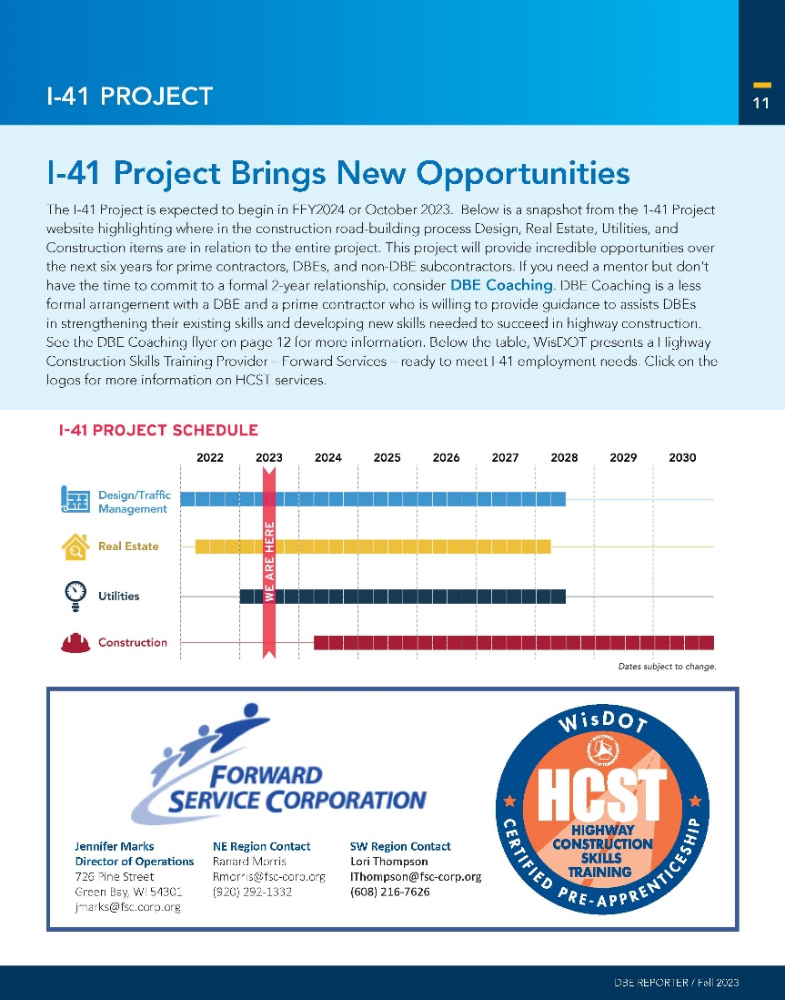 I-41 PROJECT
11
I-41 Project Brings New Opportunities
The I-41 Project is expected to begin in FFY2024 or October 2023.  Below is a snapshot from the 1-41 Project
website highlighting where in the construction road-building process Design, Real Estate, Utilities, and
Construction items are in relation to the entire project. This project will provide incredible opportunities over
the next six years for prime contractors, DBEs, and non-DBE subcontractors. If you need a mentor but don't
have the time to commit to a formal 2-year relationship, consider DBE Coaching. DBE Coaching is a less
formal arrangement with a DBE and a prime contractor who is willing to provide guidance to assists DBEs
in strengthening their existing skills and developing new skills needed to succeed in highway construction.
See the DBE Coaching flyer on page 12 for more information. Below the table, WisDOT presents a Highway
Construction Skills Training Provider – Forward Services – ready to meet I-41 employment needs. Click on the
logos for more information on HCST services.
I-41 PROJECT SCHEDULE
2022 2023 2024 2025 2026 2027 2028 2029 2030
Design/Traffic
Management
Real Estate
Utilities
Construction
WE ARE HERE
Dates subject to change.
FORWARD
SERVICE CORPORATION
Jennifer Marks
Director of Operations
726 Pine Street
Green Bay, WI 54301
jmarks@fsc.corp.org
NE Region Contact
Ranard Morris
Rmorris@fsc-corp.org
(920) 292-1332
SW Region Contact
Lori Thompson
lThompson@fsc-corp.org
(608) 216-7626
WisDOT
HCST
HIGHWAY
CONSTRUCTION
SKILLS
TRAINING
CERTIFIED PRE-APPRENTICESHIP
DBE REPORTER / Fall 2023